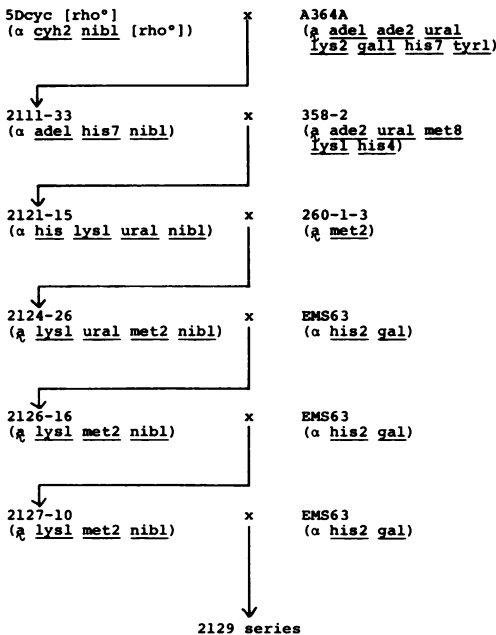 5Dcyc [rho°] x A364A
(α cyh2 nib1 [rho°]) (a ade1 ade2 ura1
lys2 gal1 his7 tyr1)
2111-33 x 358-2
(α ade1 his7 nib1) (a ade2 ura1 met8
lys1 his4)
2121-15 x 260-1-3
(α his lys1 ura1 nib1) (a met2)
2124-26 x EMS63
(a lys1 ura1 met2 nib1) (α his2 gal)
2126-16 x EMS63
(a lys1 met2 nib1) (α his2 gal)
2127-10 x EMS63
(a lys1 met2 nib1) (α his2 gal)
2129 series